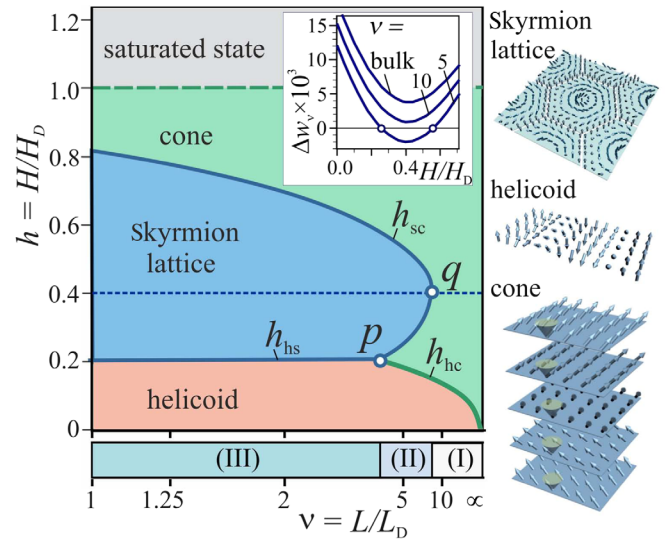 1.2
1.0
0.8
0.6
0.4
0.2
0
h = H/H_D
saturated state
cone
Skyrmion
lattice
helicoid
h_sc
h_hs
h_hc
p
q
ν =
bulk
10
5
15
10
5
0
Δw_ν×10³
0.0
0.4
H/H_D
(III)
(II)
(I)
1
1.25
2
5
10
∝
ν = L/L_D
Skyrmion
lattice
helicoid
cone